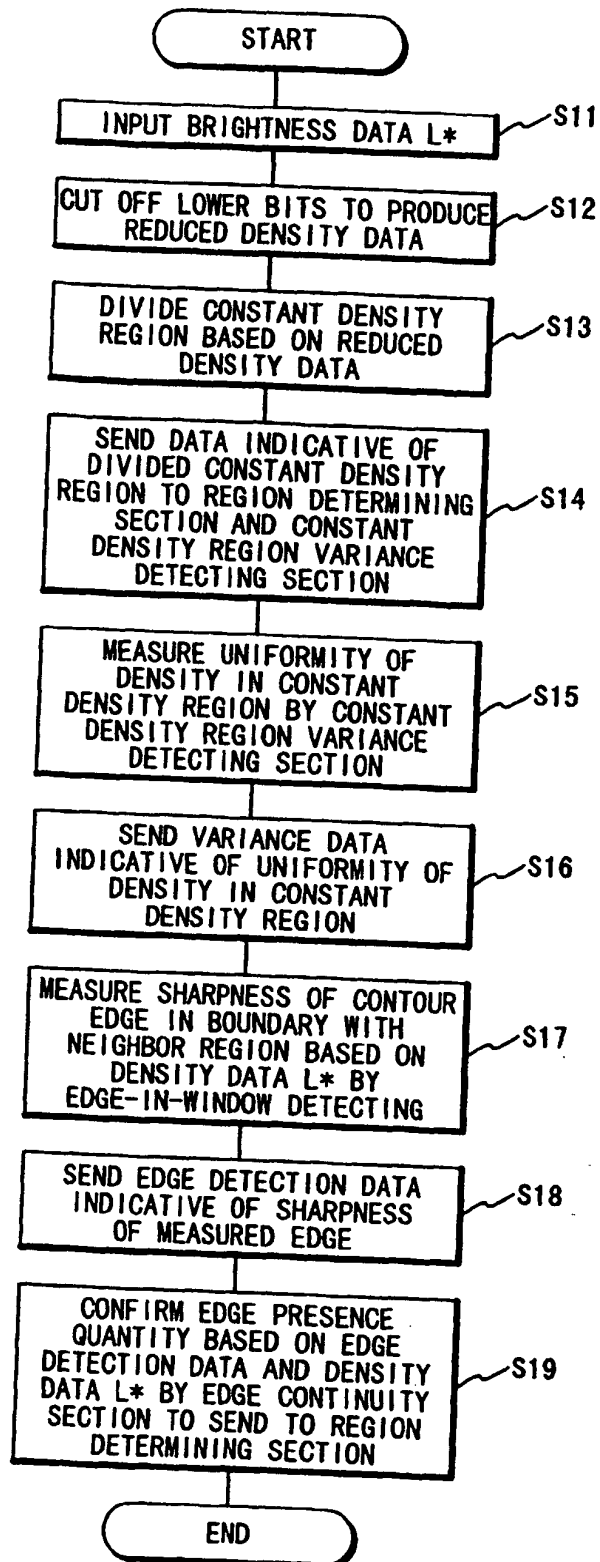 START
INPUT BRIGHTNESS DATA L*
S11
CUT OFF LOWER BITS TO PRODUCE
REDUCED DENSITY DATA
S12
DIVIDE CONSTANT DENSITY
REGION BASED ON REDUCED
DENSITY DATA
S13
SEND DATA INDICATIVE OF
DIVIDED CONSTANT DENSITY
REGION TO REGION DETERMINING
SECTION AND CONSTANT
DENSITY REGION VARIANCE
DETECTING SECTION
S14
MEASURE UNIFORMITY OF
DENSITY IN CONSTANT
DENSITY REGION BY CONSTANT
DENSITY REGION VARIANCE
DETECTING SECTION
S15
SEND VARIANCE DATA
INDICATIVE OF UNIFORMITY OF
DENSITY IN CONSTANT
DENSITY REGION
S16
MEASURE SHARPNESS OF CONTOUR
EDGE IN BOUNDARY WITH
NEIGHBOR REGION BASED ON
DENSITY DATA L* BY
EDGE-IN-WINDOW DETECTING
S17
SEND EDGE DETECTION DATA
INDICATIVE OF SHARPNESS
OF MEASURED EDGE
S18
CONFIRM EDGE PRESENCE
QUANTITY BASED ON EDGE
DETECTION DATA AND DENSITY
DATA L* BY EDGE CONTINUITY
SECTION TO SEND TO REGION
DETERMINING SECTION
S19
END